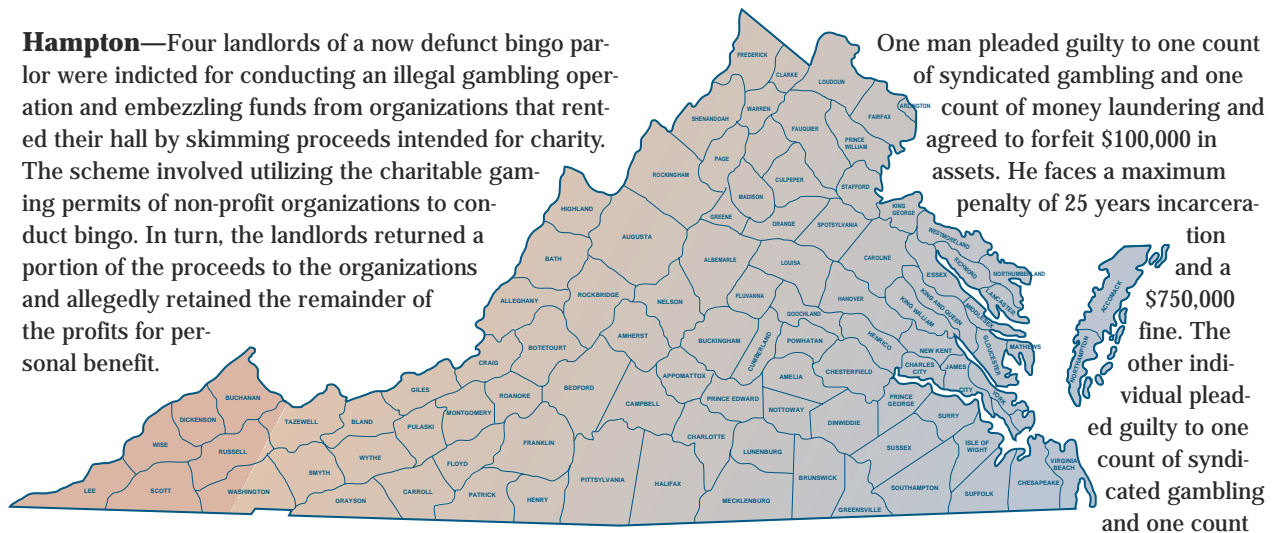 Hampton—Four landlords of a now defunct bingo par-
lor were indicted for conducting an illegal gambling oper-
ation and embezzling funds from organizations that rent-
ed their hall by skimming proceeds intended for charity.
The scheme involved utilizing the charitable gam-
ing permits of non-profit organizations to con-
duct bingo. In turn, the landlords returned a
portion of the proceeds to the organizations
and allegedly retained the remainder of
the profits for per-
sonal benefit.
One man pleaded guilty to one count
of syndicated gambling and one
count of money laundering and
agreed to forfeit $100,000 in
assets. He faces a maximum
penalty of 25 years incarcera-
tion
and a
$750,000
fine. The
other indi-
vidual plead-
ed guilty to one
count of syndi-
cated gambling
and one count
FREDERICK
CLARKE
LOUDOUN
WARREN
FAIRFAX
ARLINGTON
SHENANDOAH
FAUQUIER
PRINCE
WILLIAM
PAGE
ROCKINGHAM
CULPEPER
STAFFORD
MADISON
HIGHLAND
GREENE
ORANGE
SPOTSYLVANIA
KING
GEORGE
AUGUSTA
WESTMORELAND
BATH
ALBEMARLE
LOUISA
CAROLINE
ESSEX
RICHMOND
NORTHUMBERLAND
ALLEGHANY
ROCKBRIDGE
NELSON
FLUVANNA
HANOVER
KING AND QUEEN
KING WILLIAM
LANCASTER
MIDDLESEX
ACCOMACK
GOOCHLAND
AMHERST
BUCKINGHAM
CUMBERLAND
POWHATAN
HENRICO
GLOUCESTER
MATHEWS
NORTHAMPTON
BOTETOURT
CRAIG
NEW KENT
CHARLES
CITY
JAMES
CITY
YORK
APPOMATTOX
AMELIA
CHESTERFIELD
GILES
BEDFORD
ROANOKE
CAMPBELL
PRINCE EDWARD
NOTTOWAY
PRINCE
GEORGE
SURRY
BUCHANAN
DICKENSON
TAZEWELL
BLAND
PULASKI
MONTGOMERY
DINWIDDIE
WISE
RUSSELL
WYTHE
FLOYD
FRANKLIN
CHARLOTTE
LUNENBURG
SUSSEX
ISLE OF
WIGHT
VIRGINIA
BEACH
LEE
SCOTT
WASHINGTON
SMYTH
GRAYSON
CARROLL
PATRICK
HENRY
PITTSYLVANIA
HALIFAX
MECKLENBURG
BRUNSWICK
GREENSVILLE
SOUTHAMPTON
SUFFOLK
CHESAPEAKE